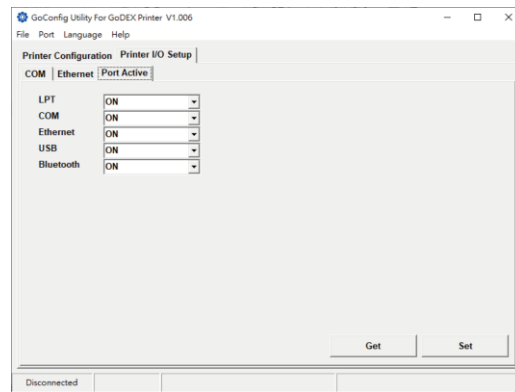 GoConfig Utility For GoDEX Printer V1.006
File Port Language Help
Printer Configuration Printer I/O Setup
COM Ethernet Port Active
LPT ON
COM ON
Ethernet ON
USB ON
Bluetooth ON
Get Set
Disconnected